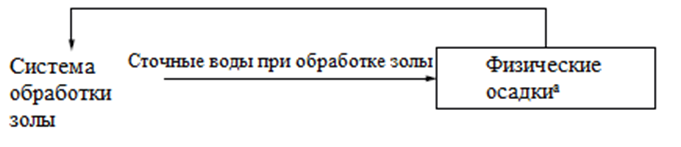 Система
обработки
золы
Сточные воды при обработке золы
Физические
осадкиª